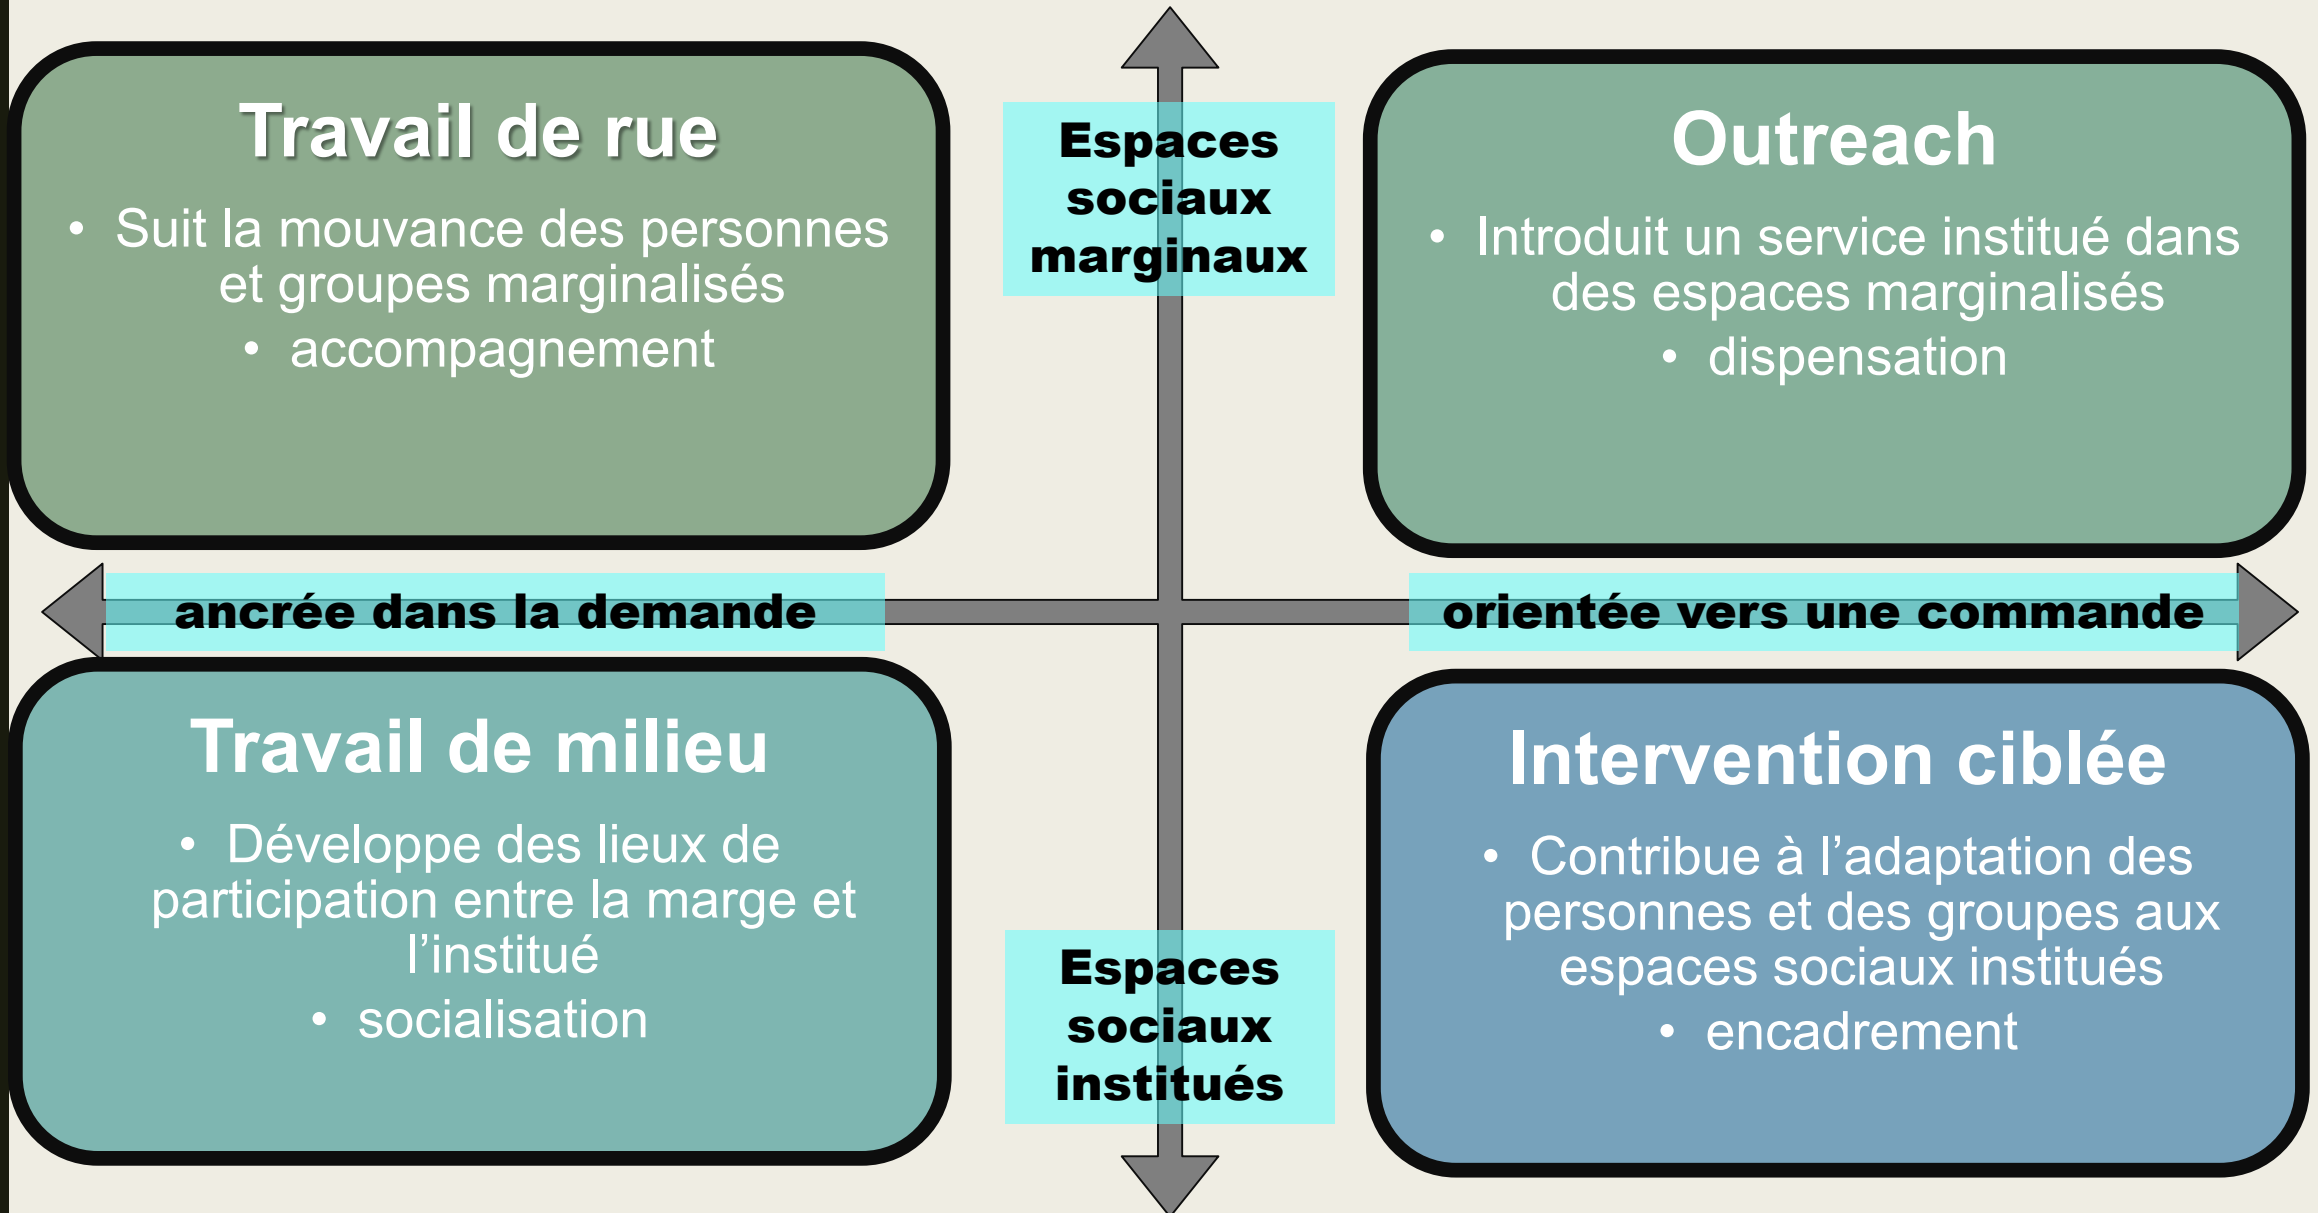 Travail de rue
• Suit la mouvance des personnes
et groupes marginalisés
• accompagnement
Espaces
sociaux
marginaux
Outreach
• Introduit un service institué dans
des espaces marginalisés
• dispensation
ancrée dans la demande
orientée vers une commande
Travail de milieu
• Développe des lieux de
participation entre la marge et
l’institué
• socialisation
Espaces
sociaux
institués
Intervention ciblée
• Contribue à l’adaptation des
personnes et des groupes aux
espaces sociaux institués
• encadrement